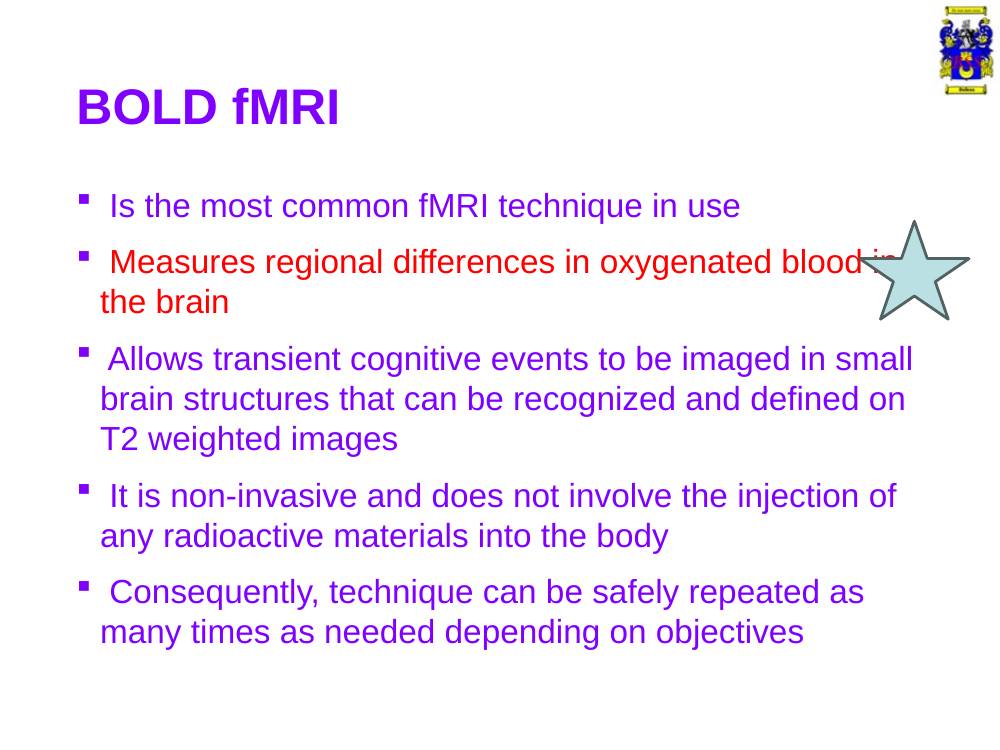 BOLD fMRI
▪ Is the most common fMRI technique in use
▪ Measures regional differences in oxygenated blood in
the brain
▪ Allows transient cognitive events to be imaged in small
brain structures that can be recognized and defined on
T2 weighted images
▪ It is non-invasive and does not involve the injection of
any radioactive materials into the body
▪ Consequently, technique can be safely repeated as
many times as needed depending on objectives